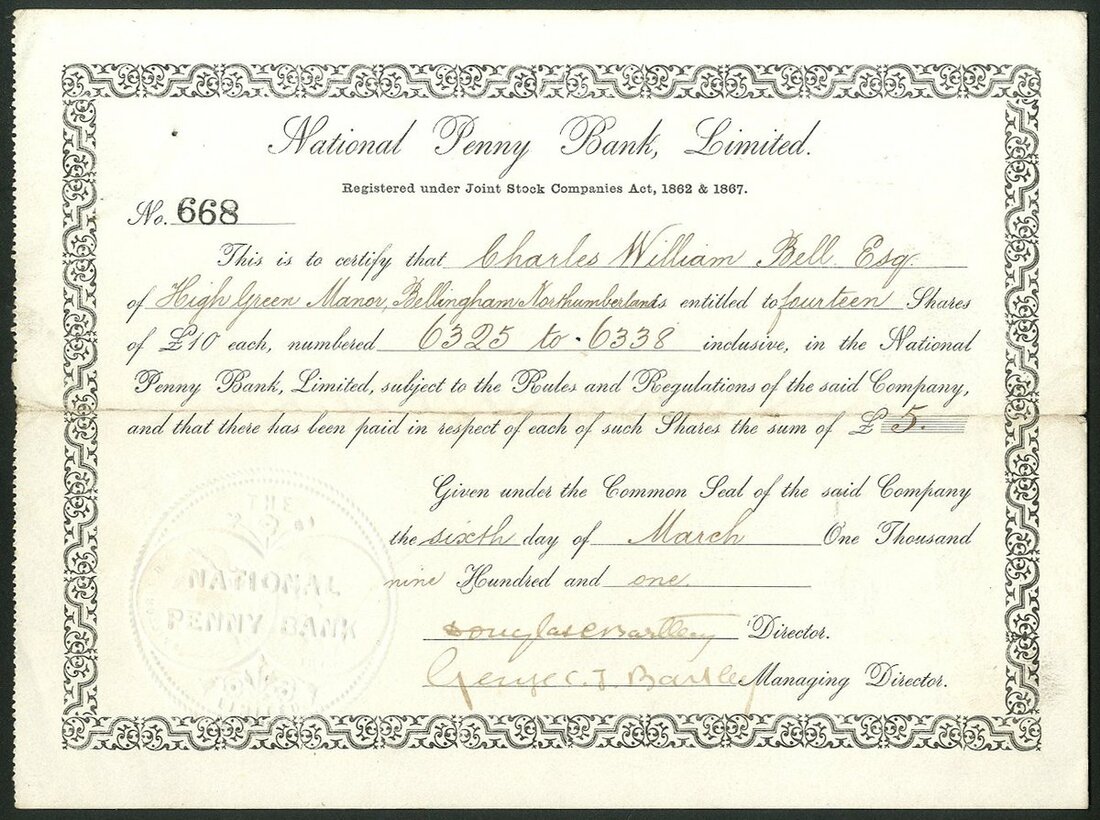 National Penny Bank, Limited.
Registered under Joint Stock Companies Act, 1862 & 1867.
No. 668
This is to certify that Charles William Bell Esq.
of High Green Manor, Bellingham Northumberland is entitled to fourteen Shares
of £10 each, numbered 6325 to 6338 inclusive, in the National
Penny Bank, Limited, subject to the Rules and Regulations of the said Company,
and that there has been paid in respect of each of such Shares the sum of £5.
Given under the Common Seal of the said Company
the sixth day of March One Thousand
nine Hundred and one.
Douglas C Bartley Director.
George C. T. Bartley Managing Director.
THE
NATIONAL
PENNY BANK
LIMITED